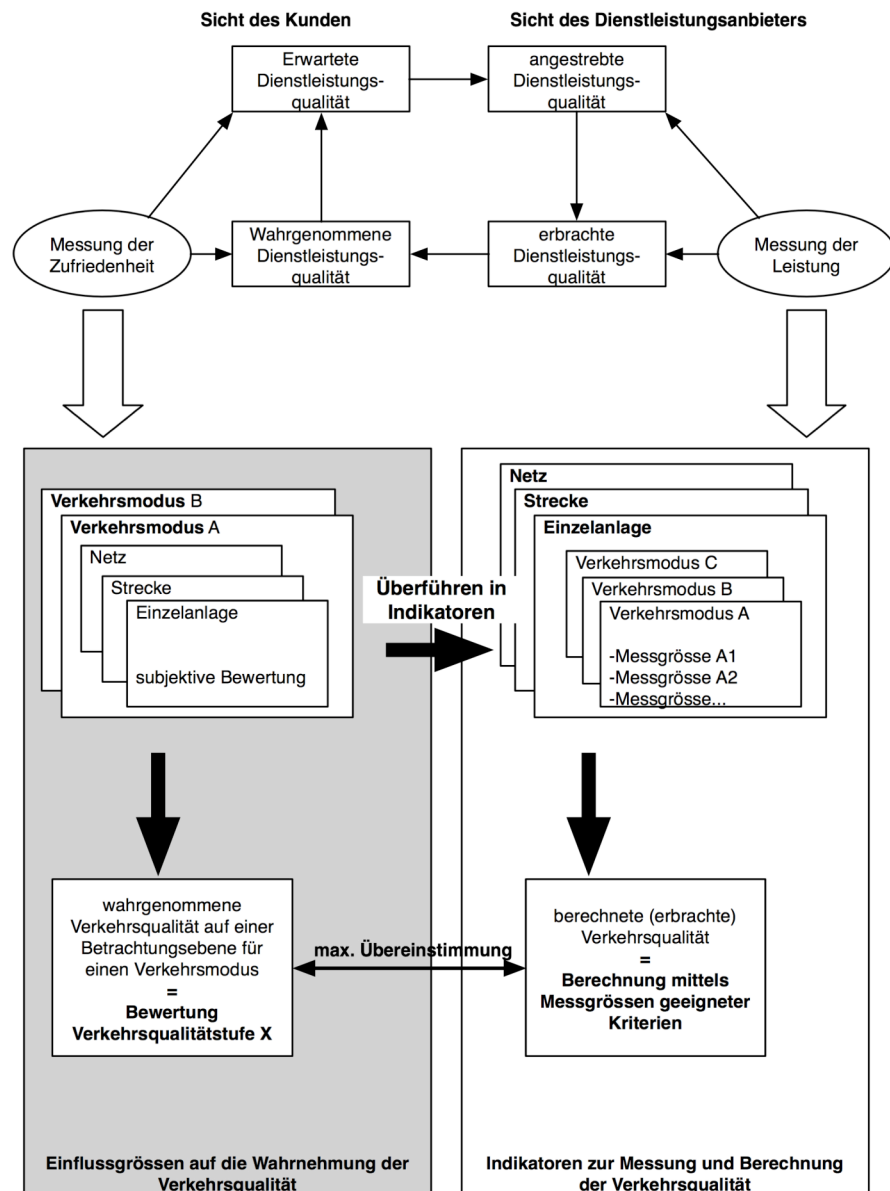 Sicht des Kunden
Sicht des Dienstleistungsanbieters
Erwartete
Dienstleistungs-
qualität
angestrebte
Dienstleistungs-
qualität
Messung der
Zufriedenheit
Wahrgenommene
Dienstleistungs-
qualität
erbrachte
Dienstleistungs-
qualität
Messung der
Leistung
Verkehrsmodus B
Verkehrsmodus A
Netz
Strecke
Einzelanlage
subjektive Bewertung
Überführen in
Indikatoren
Netz
Strecke
Einzelanlage
Verkehrsmodus C
Verkehrsmodus B
Verkehrsmodus A
-Messgrösse A1
-Messgrösse A2
-Messgrösse...
wahrgenommene
Verkehrsqualität auf einer
Betrachtungsebene für
einen Verkehrsmodus
=
Bewertung
Verkehrsqualitätstufe X
max. Übereinstimmung
berechnete (erbrachte)
Verkehrsqualität
=
Berechnung mittels
Messgrössen geeigneter
Kriterien
Einflussgrössen auf die Wahrnehmung der
Verkehrsqualität
Indikatoren zur Messung und Berechnung
der Verkehrsqualität